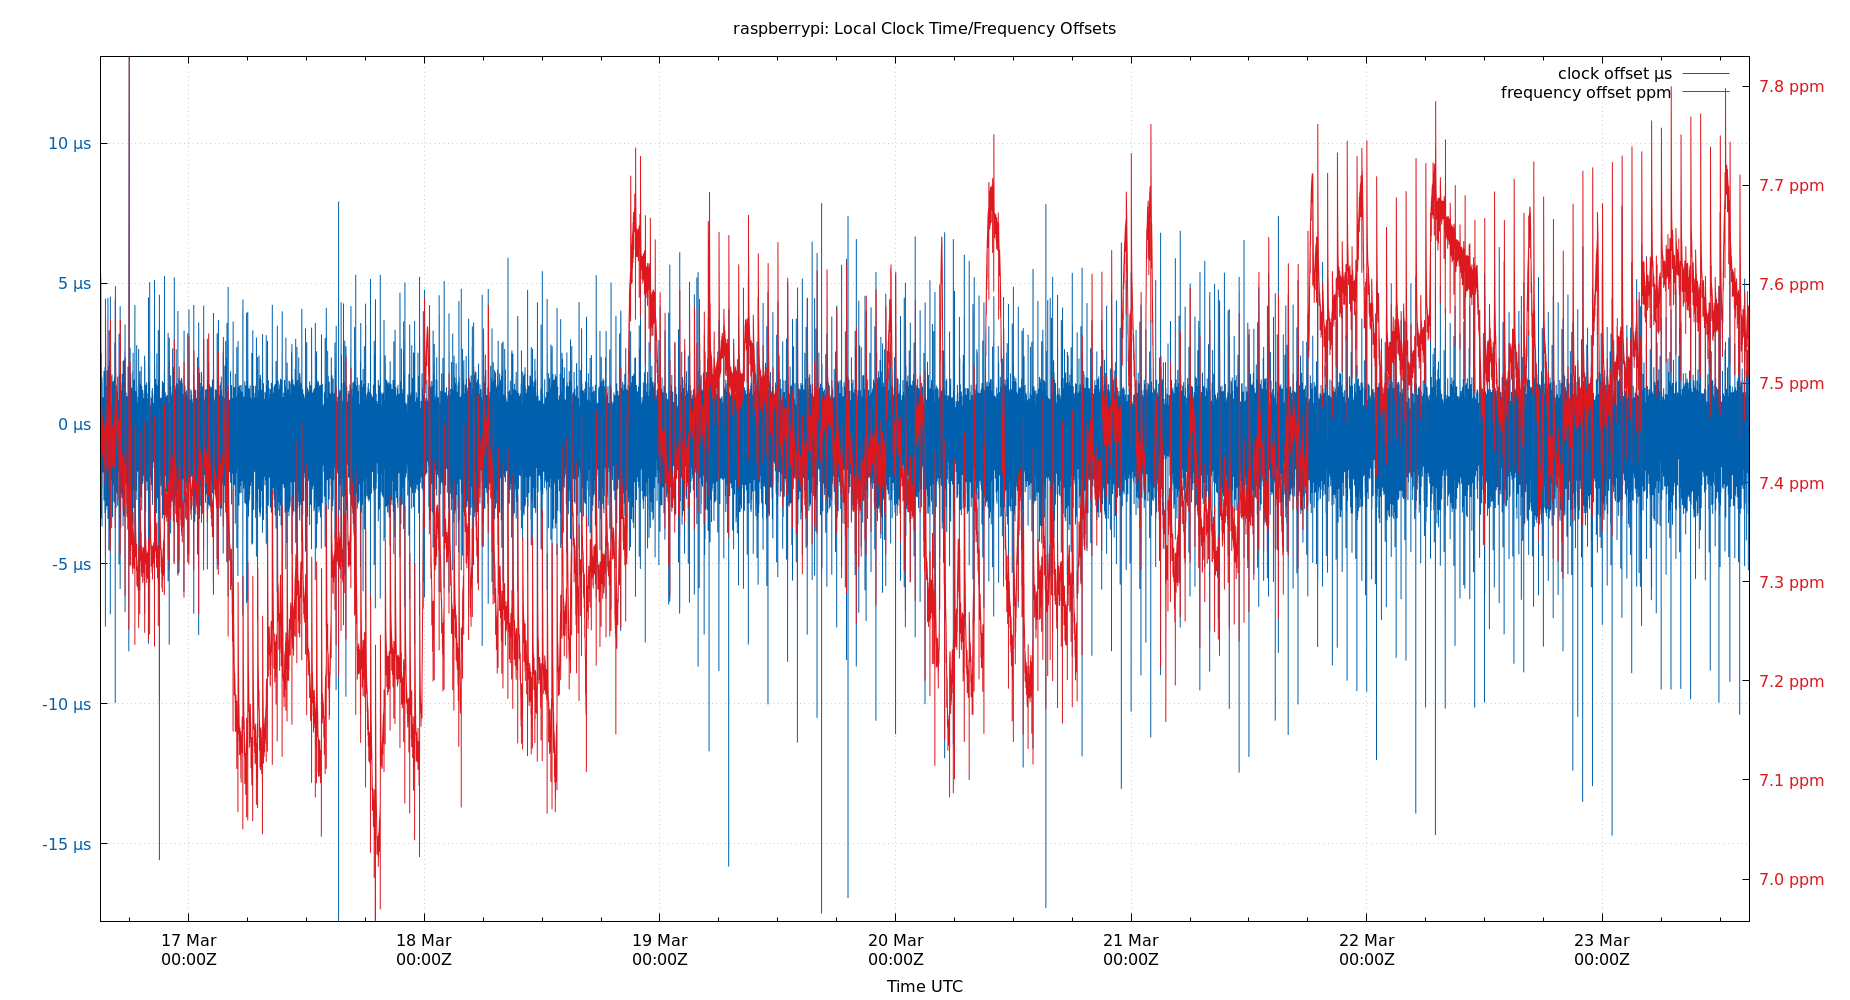 raspberrypi: Local Clock Time/Frequency Offsets
clock offset µs
frequency offset ppm
10 µs
5 µs
0 µs
-5 µs
-10 µs
-15 µs
7.8 ppm
7.7 ppm
7.6 ppm
7.5 ppm
7.4 ppm
7.3 ppm
7.2 ppm
7.1 ppm
7.0 ppm
17 Mar
00:00Z
18 Mar
00:00Z
19 Mar
00:00Z
20 Mar
00:00Z
21 Mar
00:00Z
22 Mar
00:00Z
23 Mar
00:00Z
Time UTC